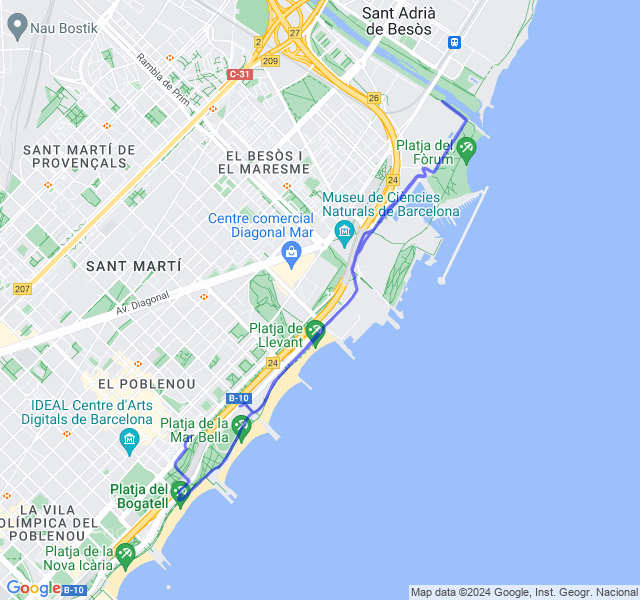 Nau Bostik
Sant Adrià
de Besòs
2
27
209
C-31
Rambla de Prim
26
SANT MARTÍ DE
PROVENÇALS
EL BESÒS I
EL MARESME
Platja del
Fòrum
24
Museu de Ciències
Naturals de Barcelona
Centre comercial
Diagonal Mar
SANT MARTÍ
207
Av. Diagonal
Platja de
Llevant
24
EL POBLENOU
B-10
IDEAL Centre d'Arts
Digitals de Barcelona
Platja de la
Mar Bella
Platja del
Bogatell
LA VILA
OLÍMPICA DEL
POBLENOU
Platja de la
Nova Icària
Google
B-10
Map data ©2024 Google, Inst. Geogr. Nacional